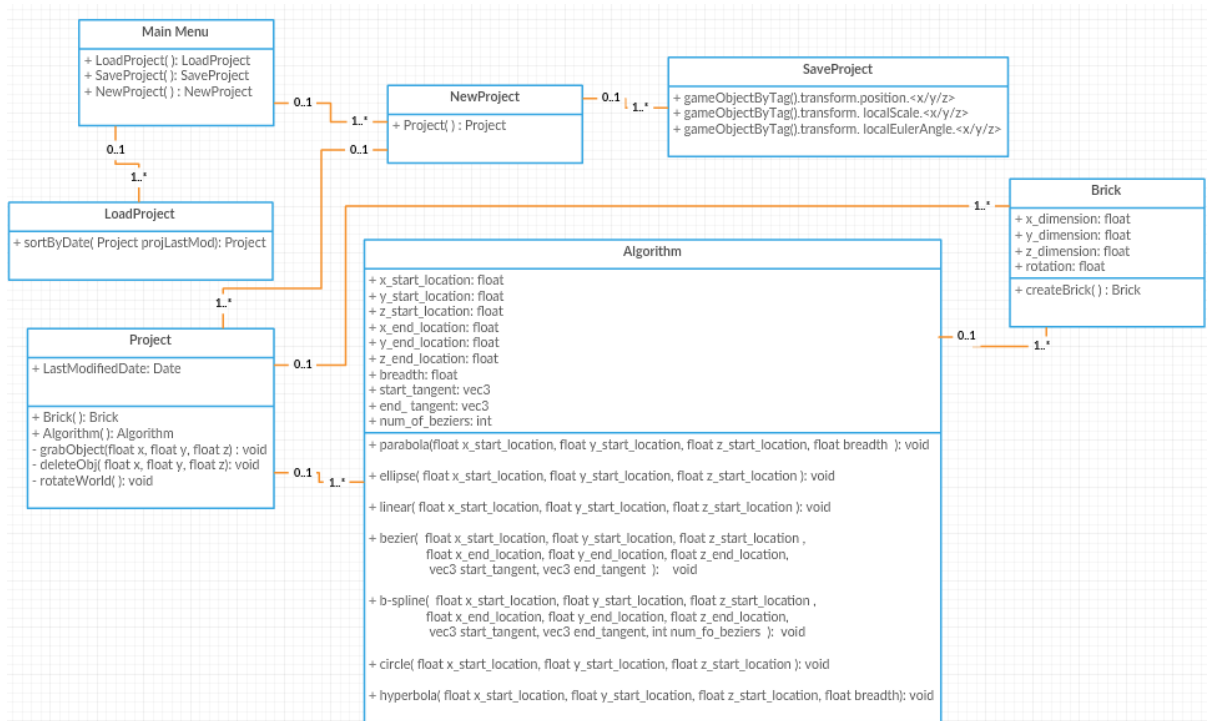 Main Menu
+ LoadProject( ): LoadProject
+ SaveProject( ): SaveProject
+ NewProject( ) : NewProject
0..1
1..*
0..1
1..*
NewProject
+ Project( ) : Project
0..1
1..*
0..1
SaveProject
+ gameObjectByTag().transform.position.<x/y/z>
+ gameObjectByTag().transform. localScale.<x/y/z>
+ gameObjectByTag().transform. localEulerAngle.<x/y/z>
LoadProject
+ sortByDate( Project projLastMod): Project
1..*
Project
+ LastModifiedDate: Date
+ Brick( ): Brick
+ Algorithm( ): Algorithm
- grabObject(float x, float y, float z) : void
- deleteObj( float x, float y, float z): void
- rotateWorld( ): void
0..1
1..*
0..1
1..*
Brick
+ x_dimension: float
+ y_dimension: float
+ z_dimension: float
+ rotation: float
+ createBrick( ) : Brick
0..1
1..*
Algorithm
+ x_start_location: float
+ y_start_location: float
+ z_start_location: float
+ x_end_location: float
+ y_end_location: float
+ z_end_location: float
+ breadth: float
+ start_tangent: vec3
+ end_ tangent: vec3
+ num_of_beziers: int
+ parabola(float x_start_location, float y_start_location, float z_start_location, float breadth ): void
+ ellipse( float x_start_location, float y_start_location, float z_start_location ): void
+ linear( float x_start_location, float y_start_location, float z_start_location ): void
+ bezier( float x_start_location, float y_start_location, float z_start_location ,
float x_end_location, float y_end_location, float z_end_location,
vec3 start_tangent, vec3 end_tangent ): void
+ b-spline( float x_start_location, float y_start_location, float z_start_location ,
float x_end_location, float y_end_location, float z_end_location,
vec3 start_tangent, vec3 end_tangent, int num_fo_beziers ): void
+ circle( float x_start_location, float y_start_location, float z_start_location ): void
+ hyperbola( float x_start_location, float y_start_location, float z_start_location, float breadth): void